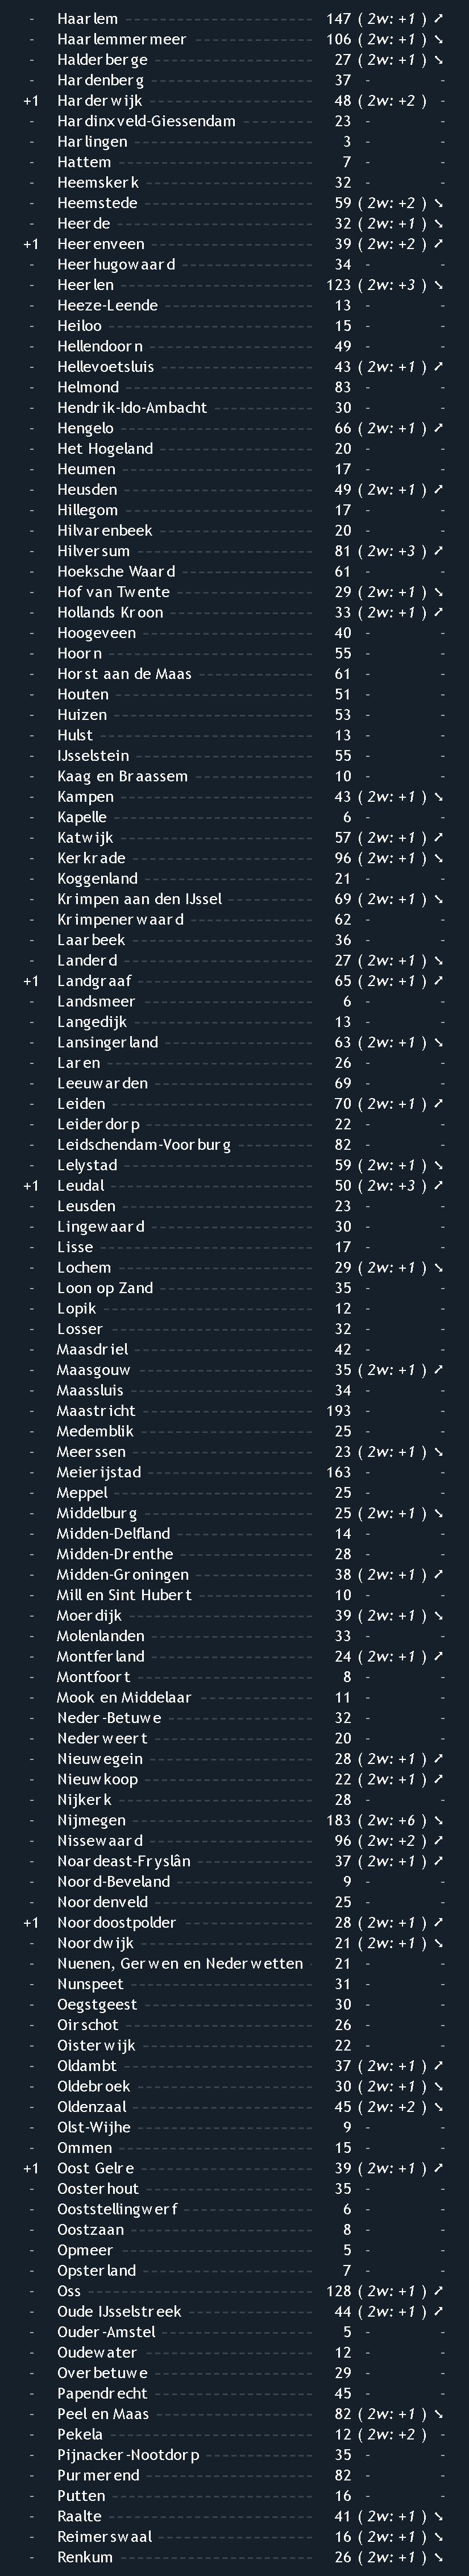 - Haarlem 147 ( 2w: +1 ) ➚
- Haarlemmermeer 106 ( 2w: +1 ) ➘
- Halderberge 27 ( 2w: +1 ) ➘
- Hardenberg 37 - -
+1 Harderwijk 48 ( 2w: +2 ) -
- Hardinxveld-Giessendam 23 - -
- Harlingen 3 - -
- Hattem 7 - -
- Heemskerk 32 - -
- Heemstede 59 ( 2w: +2 ) ➘
- Heerde 32 ( 2w: +1 ) ➘
+1 Heerenveen 39 ( 2w: +2 ) ➚
- Heerhugowaard 34 - -
- Heerlen 123 ( 2w: +3 ) ➘
- Heeze-Leende 13 - -
- Heiloo 15 - -
- Hellendoorn 49 - -
- Hellevoetsluis 43 ( 2w: +1 ) ➚
- Helmond 83 - -
- Hendrik-Ido-Ambacht 30 - -
- Hengelo 66 ( 2w: +1 ) ➚
- Het Hogeland 20 - -
- Heumen 17 - -
- Heusden 49 ( 2w: +1 ) ➚
- Hillegom 17 - -
- Hilvarenbeek 20 - -
- Hilversum 81 ( 2w: +3 ) ➚
- Hoeksche Waard 61 - -
- Hof van Twente 29 ( 2w: +1 ) ➘
- Hollands Kroon 33 ( 2w: +1 ) ➚
- Hoogeveen 40 - -
- Hoorn 55 - -
- Horst aan de Maas 61 - -
- Houten 51 - -
- Huizen 53 - -
- Hulst 13 - -
- IJsselstein 55 - -
- Kaag en Braassem 10 - -
- Kampen 43 ( 2w: +1 ) ➘
- Kapelle 6 - -
- Katwijk 57 ( 2w: +1 ) ➚
- Kerkrade 96 ( 2w: +1 ) ➘
- Koggenland 21 - -
- Krimpen aan den IJssel 69 ( 2w: +1 ) ➘
- Krimpenerwaard 62 - -
- Laarbeek 36 - -
- Landerd 27 ( 2w: +1 ) ➘
+1 Landgraaf 65 ( 2w: +1 ) ➚
- Landsmeer 6 - -
- Langedijk 13 - -
- Lansingerland 63 ( 2w: +1 ) ➘
- Laren 26 - -
- Leeuwarden 69 - -
- Leiden 70 ( 2w: +1 ) ➚
- Leiderdorp 22 - -
- Leidschendam-Voorburg 82 - -
- Lelystad 59 ( 2w: +1 ) ➘
+1 Leudal 50 ( 2w: +3 ) ➚
- Leusden 23 - -
- Lingewaard 30 - -
- Lisse 17 - -
- Lochem 29 ( 2w: +1 ) ➘
- Loon op Zand 35 - -
- Lopik 12 - -
- Losser 32 - -
- Maasdriel 42 - -
- Maasgouw 35 ( 2w: +1 ) ➚
- Maassluis 34 - -
- Maastricht 193 - -
- Medemblik 25 - -
- Meerssen 23 ( 2w: +1 ) ➘
- Meierijstad 163 - -
- Meppel 25 - -
- Middelburg 25 ( 2w: +1 ) ➘
- Midden-Delfland 14 - -
- Midden-Drenthe 28 - -
- Midden-Groningen 38 ( 2w: +1 ) ➚
- Mill en Sint Hubert 10 - -
- Moerdijk 39 ( 2w: +1 ) ➘
- Molenlanden 33 - -
- Montferland 24 ( 2w: +1 ) ➚
- Montfoort 8 - -
- Mook en Middelaar 11 - -
- Neder-Betuwe 32 - -
- Nederweert 20 - -
- Nieuwegein 28 ( 2w: +1 ) ➚
- Nieuwkoop 22 ( 2w: +1 ) ➚
- Nijkerk 28 - -
- Nijmegen 183 ( 2w: +6 ) ➘
- Nissewaard 96 ( 2w: +2 ) ➚
- Noardeast-Fryslân 37 ( 2w: +1 ) ➚
- Noord-Beveland 9 - -
- Noordenveld 25 - -
+1 Noordoostpolder 28 ( 2w: +1 ) ➚
- Noordwijk 21 ( 2w: +1 ) ➘
- Nuenen, Gerwen en Nederwetten 21 - -
- Nunspeet 31 - -
- Oegstgeest 30 - -
- Oirschot 26 - -
- Oisterwijk 22 - -
- Oldambt 37 ( 2w: +1 ) ➚
- Oldebroek 30 ( 2w: +1 ) ➘
- Oldenzaal 45 ( 2w: +2 ) ➘
- Olst-Wijhe 9 - -
- Ommen 15 - -
+1 Oost Gelre 39 ( 2w: +1 ) ➚
- Oosterhout 35 - -
- Ooststellingwerf 6 - -
- Oostzaan 8 - -
- Opmeer 5 - -
- Opsterland 7 - -
- Oss 128 ( 2w: +1 ) ➚
- Oude IJsselstreek 44 ( 2w: +1 ) ➚
- Ouder-Amstel 5 - -
- Oudewater 12 - -
- Overbetuwe 29 - -
- Papendrecht 45 - -
- Peel en Maas 82 ( 2w: +1 ) ➘
- Pekela 12 ( 2w: +2 ) -
- Pijnacker-Nootdorp 35 - -
- Purmerend 82 - -
- Putten 16 - -
- Raalte 41 ( 2w: +1 ) ➘
- Reimerswaal 16 ( 2w: +1 ) ➘
- Renkum 26 ( 2w: +1 ) ➘